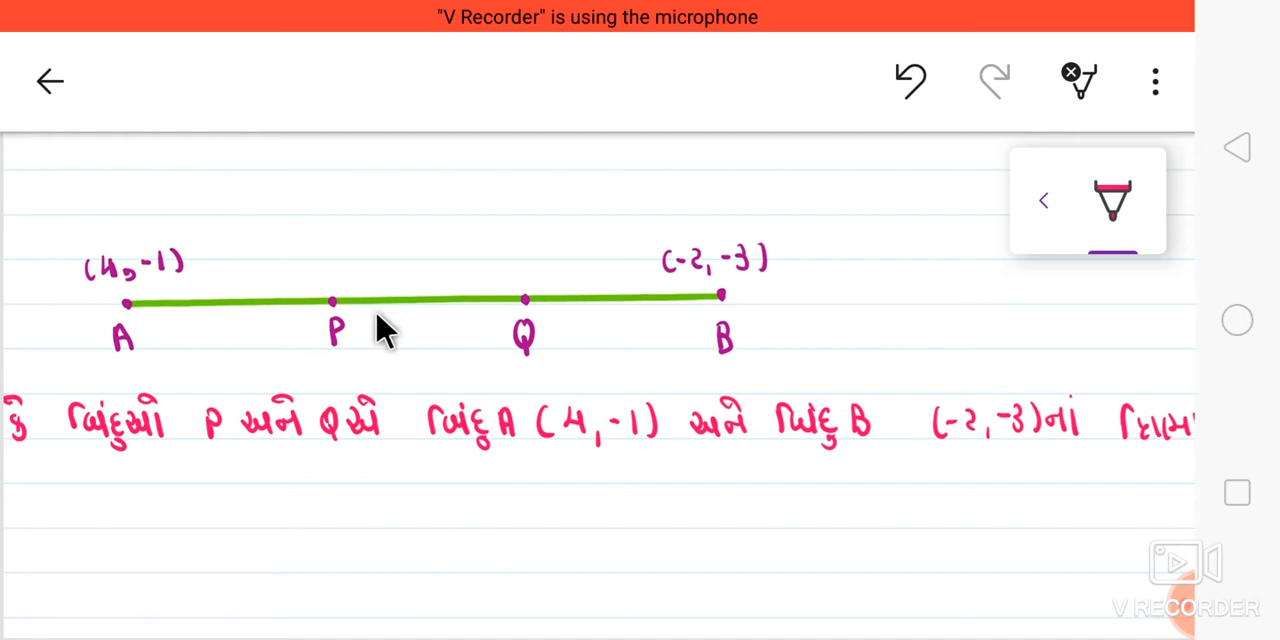 "V Recorder" is using the microphone
(4, -1) (-2, -3)
A P Q B
કે બિંદુઓ P અને Q એ બિંદુ A (4, -1) અને બિંદુ B (-2, -3)નાં
V RECORDER